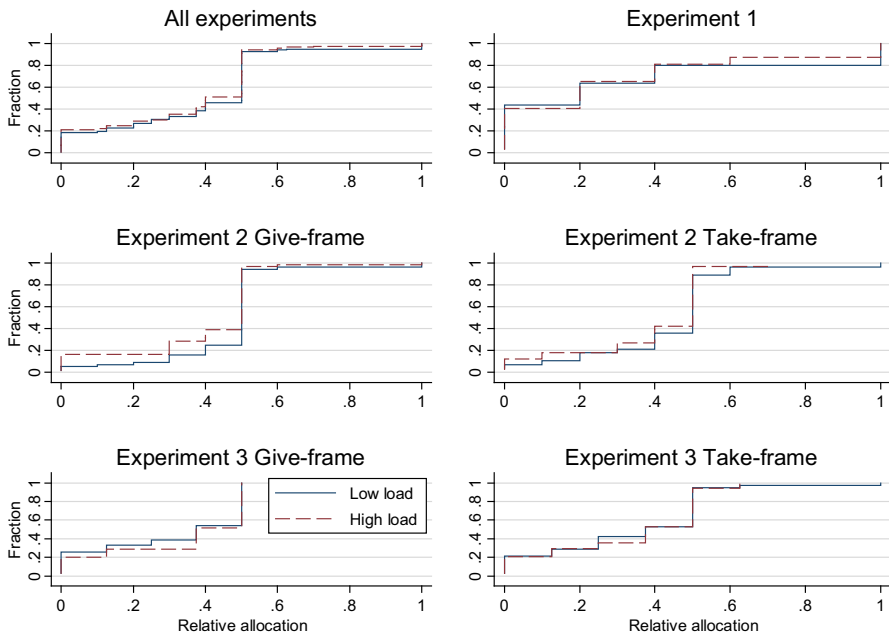 All experiments
Experiment 1
Fraction
0 .2 .4 .6 .8 1
0 .2 .4 .6 .8 1
0 .2 .4 .6 .8 1
0 .2 .4 .6 .8 1
Relative allocation
Experiment 2 Give-frame
Experiment 2 Take-frame
Fraction
0 .2 .4 .6 .8 1
0 .2 .4 .6 .8 1
0 .2 .4 .6 .8 1
0 .2 .4 .6 .8 1
Experiment 3 Give-frame
Experiment 3 Take-frame
Fraction
0 .2 .4 .6 .8 1
0 .2 .4 .6 .8 1
Low load
High load
0 .2 .4 .6 .8 1
0 .2 .4 .6 .8 1
Relative allocation
Relative allocation